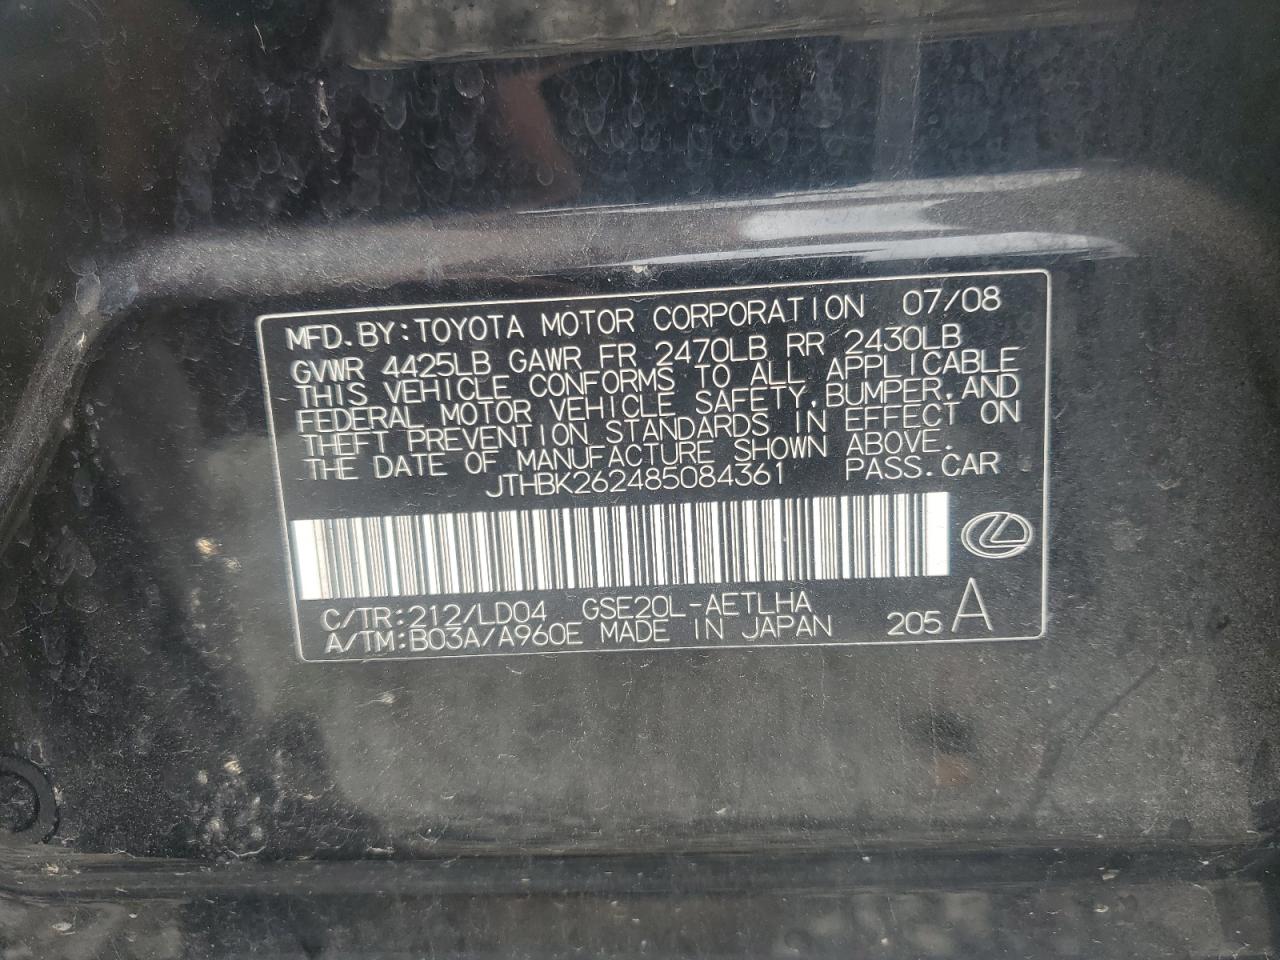 MFD.BY:TOYOTA MOTOR CORPORATION 07/08
GVWR 4425LB GAWR FR 2470LB RR 2430LB
THIS VEHICLE CONFORMS TO ALL APPLICABLE
FEDERAL MOTOR VEHICLE SAFETY,BUMPER,AND
THEFT PREVENTION STANDARDS IN EFFECT ON
THE DATE OF MANUFACTURE SHOWN ABOVE.
JTHBK262485084361 PASS.CAR
C/TR:212/LD04 GSE20L-AETLHA
A/TM:B03A/A960E MADE IN JAPAN 205 A